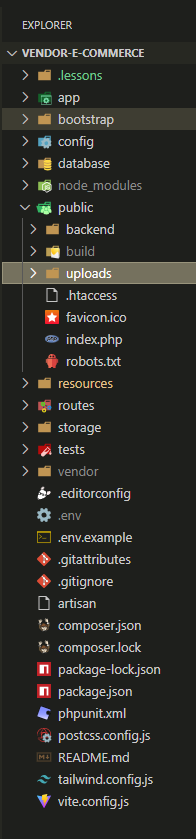 EXPLORER
VENDOR-E-COMMERCE
.lessons
app
bootstrap
config
database
node_modules
public
backend
build
uploads
.htaccess
favicon.ico
index.php
robots.txt
resources
routes
storage
tests
vendor
.editorconfig
.env
.env.example
.gitattributes
.gitignore
artisan
composer.json
composer.lock
package-lock.json
package.json
phpunit.xml
postcss.config.js
README.md
tailwind.config.js
vite.config.js